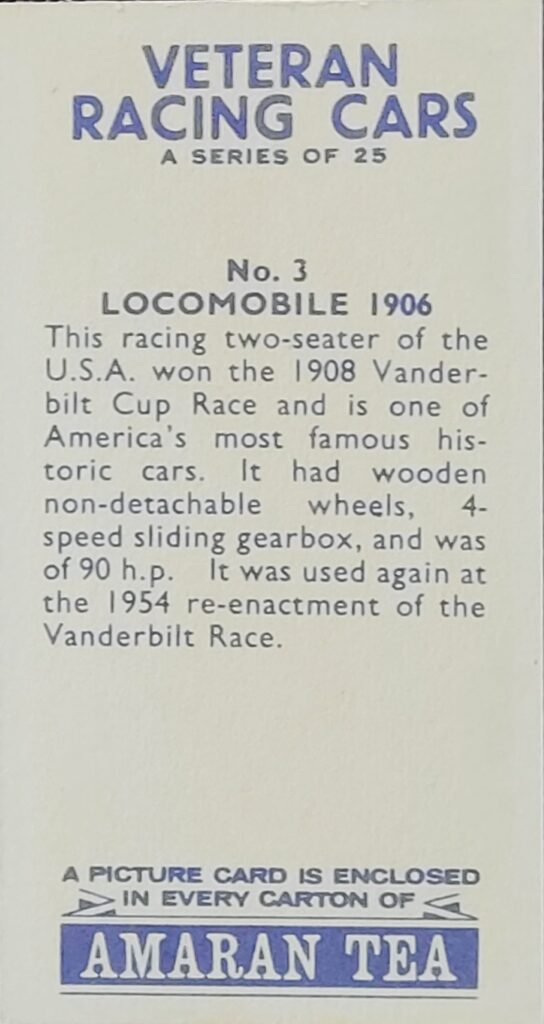 VETERAN
RACING CARS
A SERIES OF 25
No. 3
LOCOMOBILE 1906
This racing two-seater of the
U.S.A. won the 1908 Vander-
bilt Cup Race and is one of
America's most famous his-
toric cars. It had wooden
non-detachable wheels, 4-
speed sliding gearbox, and was
of 90 h.p. It was used again at
the 1954 re-enactment of the
Vanderbilt Race.
A PICTURE CARD IS ENCLOSED
IN EVERY CARTON OF
AMARAN TEA